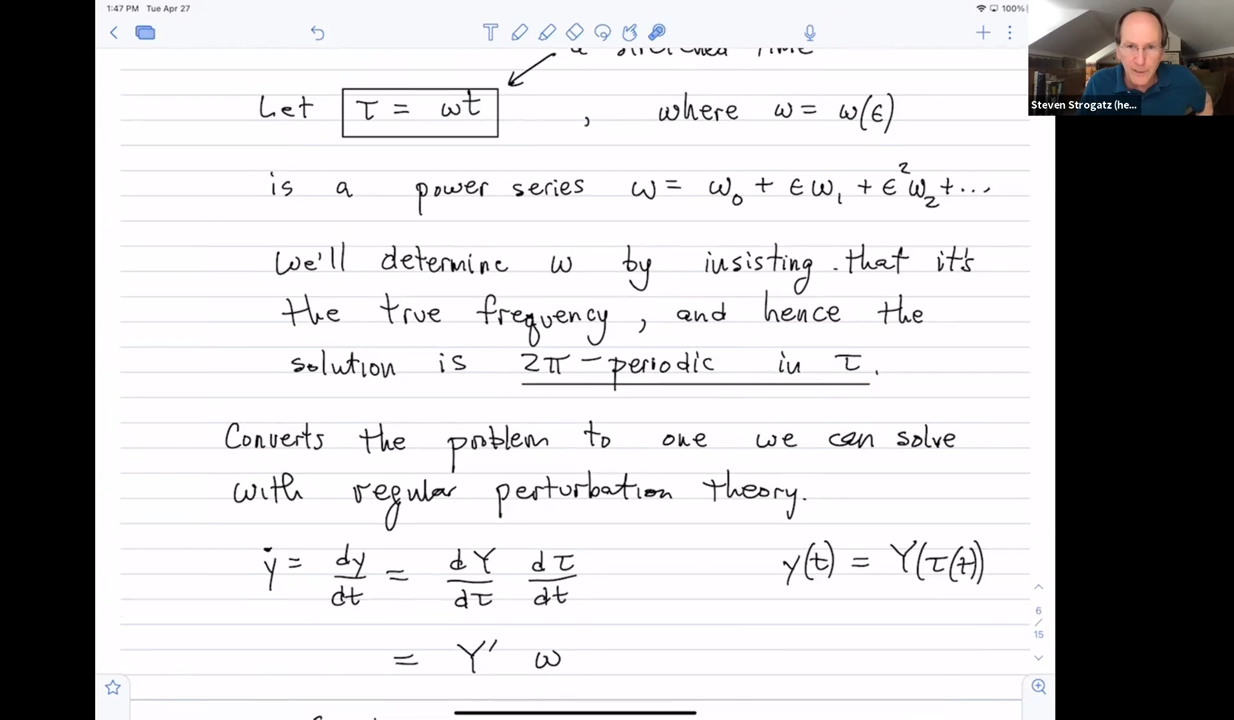 1:47 PM Tue Apr 27
100%
Steven Strogatz (he...
Let τ = ωt , where ω = ω(ϵ)
is a power series ω = ω₀ + ϵω₁ + ϵ²ω₂ + ...
We'll determine ω by insisting that it's
the true frequency, and hence the
solution is 2π-periodic in τ.
Converts the problem to one we can solve
with regular perturbation theory.
ẏ = dy/dt = dY/dτ dτ/dt y(t) = Y(τ(t))
= Y' ω
6
/
15